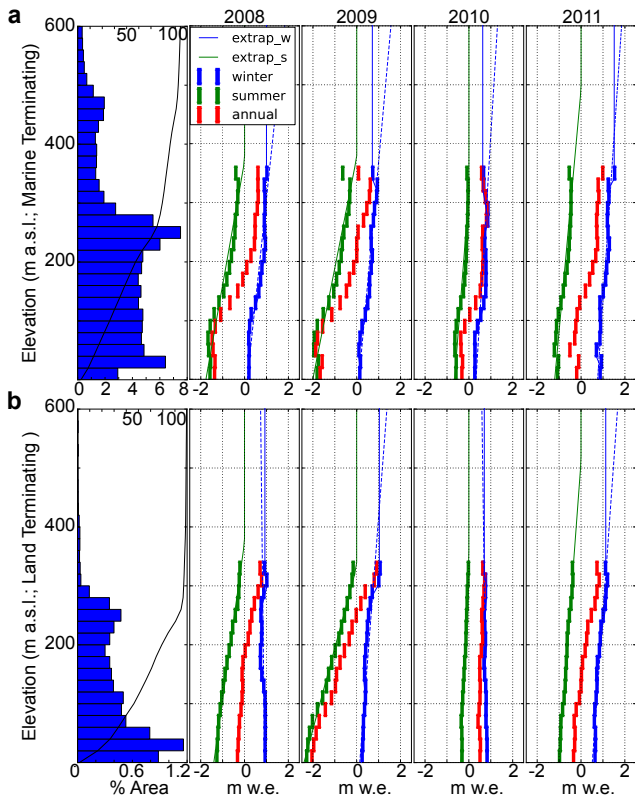 a
2008 2009 2010 2011
50 100
extrap_w
extrap_s
winter
summer
annual
Elevation (m a.s.l.; Marine Terminating)
600
400
200
0
0 2 4 6 8
-2 0 2 -2 0 2 -2 0 2 -2 0 2
b
50 100
Elevation (m a.s.l.; Land Terminating )
600
400
200
0
0 0.6 1.2
-2 0 2 -2 0 2 -2 0 2 -2 0 2
% Area m w.e. m w.e. m w.e. m w.e.